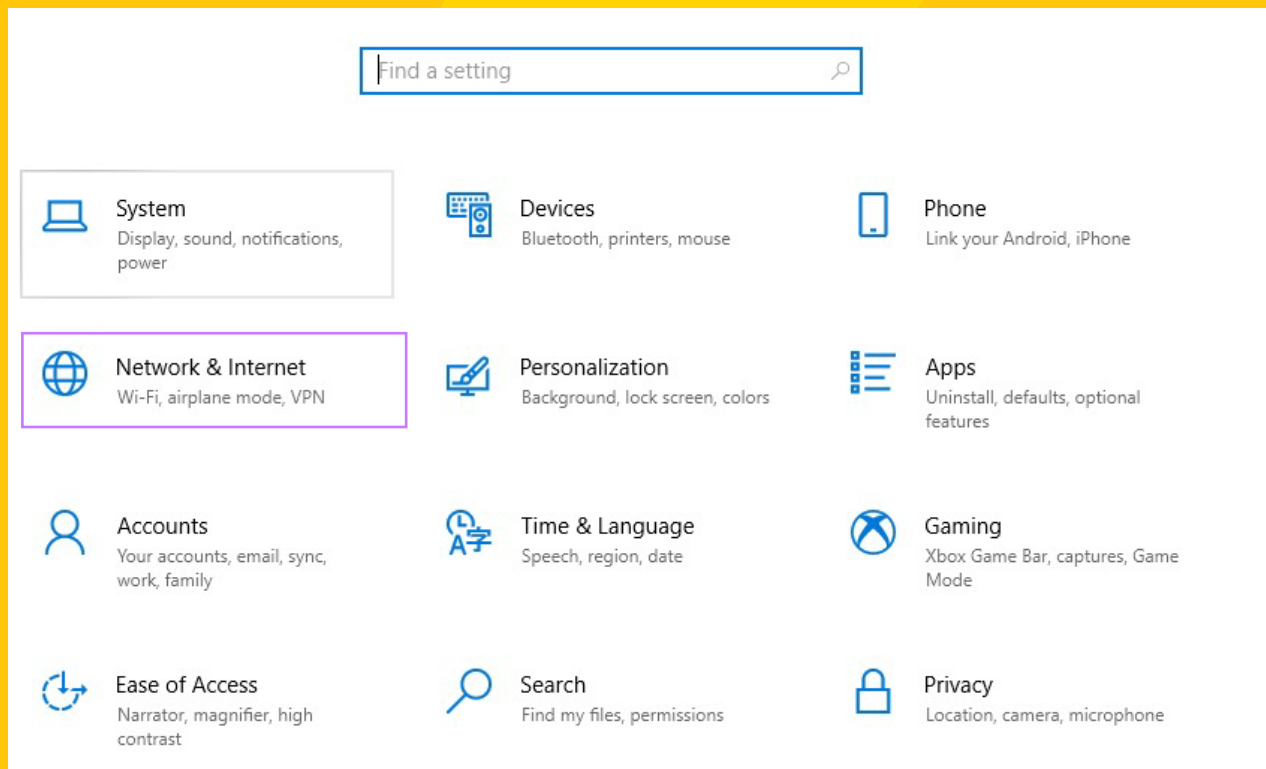 Find a setting
System
Display, sound, notifications,
power
Devices
Bluetooth, printers, mouse
Phone
Link your Android, iPhone
Network & Internet
Wi-Fi, airplane mode, VPN
Personalization
Background, lock screen, colors
Apps
Uninstall, defaults, optional
features
Accounts
Your accounts, email, sync,
work, family
Time & Language
Speech, region, date
Gaming
Xbox Game Bar, captures, Game
Mode
Ease of Access
Narrator, magnifier, high
contrast
Search
Find my files, permissions
Privacy
Location, camera, microphone